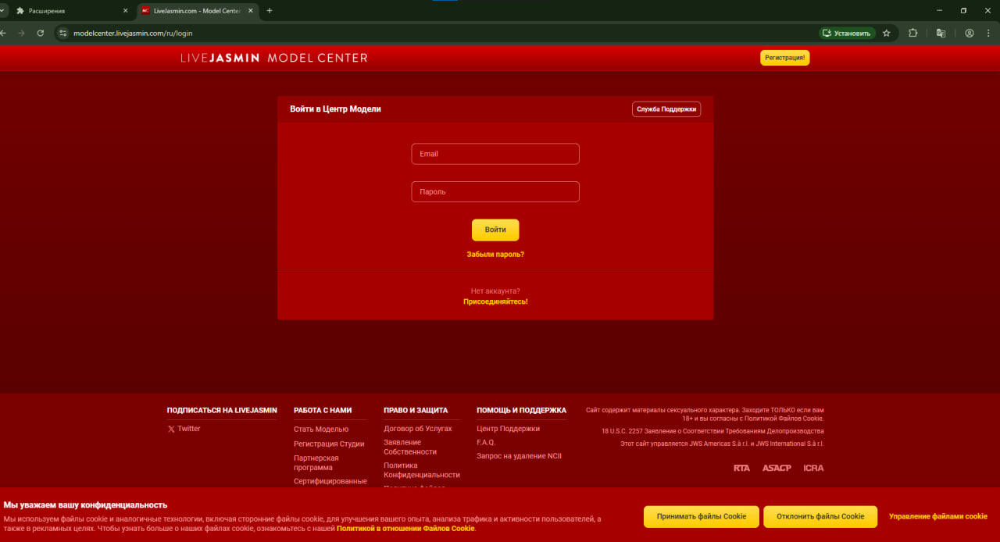 Расширения
MC LiveJasmin.com - Model Center
modelcenter.livejasmin.com/ru/login
Установить
LIVEJASMIN MODEL CENTER
Регистрация!
Войти в Центр Модели
Служба Поддержки
Email
Пароль
Войти
Забыли пароль?
Нет аккаунта?
Присоединяйтесь!
ПОДПИСАТЬСЯ НА LIVEJASMIN
Twitter
РАБОТА С НАМИ
Стать Моделью
Регистрация Студии
Партнерская
программа
Сертифицированные
ПРАВО И ЗАЩИТА
Договор об Услугах
Заявление
Собственности
Политика
Конфиденциальности
ПОМОЩЬ И ПОДДЕРЖКА
Центр Поддержки
F.A.Q.
Запрос на удаление NCII
Сайт содержит материалы сексуального характера. Заходите ТОЛЬКО если вам
18+ и вы согласны с Политикой Файлов Cookie.
18 U.S.C. 2257 Заявление о Соответствии Требованиям Делопроизводства
Этот сайт управляется JWS Americas S.à r.l. и JWS International S.à r.l.
RTA ASACP ICRA
Мы уважаем вашу конфиденциальность
Мы используем файлы cookie и аналогичные технологии, включая сторонние файлы cookie, для улучшения вашего опыта, анализа трафика и активности пользователей, а
также в рекламных целях. Чтобы узнать больше о наших файлах cookie, ознакомьтесь с нашей Политикой в отношении Файлов Cookie.
Принимать файлы Cookie
Отклонить файлы Cookie
Управление файлами cookie